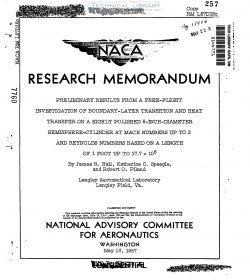 TECHNICAL LIBRARY
Copy 257
RM L57D18c
NACA
RESEARCH MEMORANDUM
PRELIMINARY RESULTS FROM A FREE-FLIGHT
INVESTIGATION OF BOUNDARY-LAYER TRANSITION AND HEAT
TRANSFER ON A HIGHLY POLISHED 8-INCH-DIAMETER
HEMISPHERE-CYLINDER AT MACH NUMBERS UP TO 3
AND REYNOLDS NUMBERS BASED ON A LENGTH
OF 1 FOOT UP TO 17.7 × 10⁶
By James R. Hall, Katherine C. Speegle,
and Robert O. Piland
Langley Aeronautical Laboratory
Langley Field, Va.
NATIONAL ADVISORY COMMITTEE
FOR AERONAUTICS
WASHINGTON
May 18, 1957